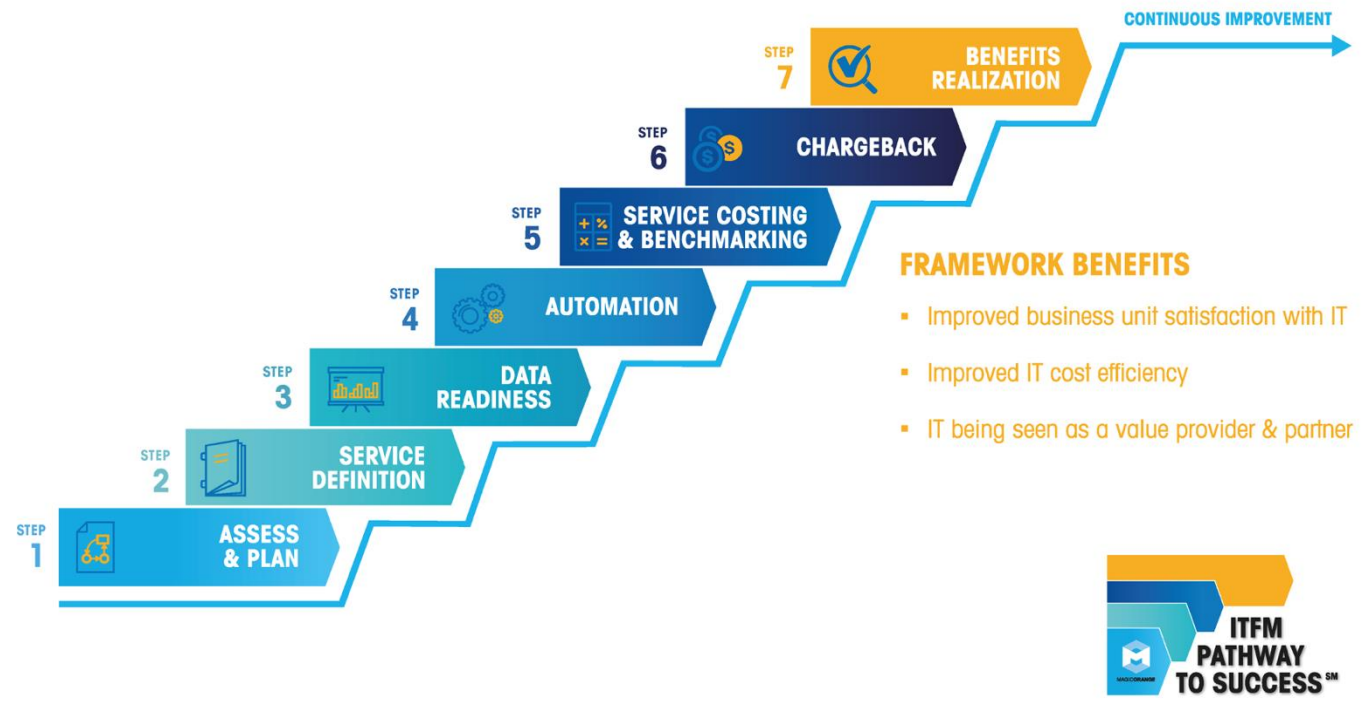 CONTINUOUS IMPROVEMENT
STEP
7
BENEFITS
REALIZATION
STEP
6
CHARGEBACK
STEP
5
SERVICE COSTING
& BENCHMARKING
STEP
4
AUTOMATION
STEP
3
DATA
READINESS
STEP
2
SERVICE
DEFINITION
STEP
1
ASSESS
& PLAN
FRAMEWORK BENEFITS
▪ Improved business unit satisfaction with IT
▪ Improved IT cost efficiency
▪ IT being seen as a value provider & partner
MAGICORANGE
ITFM
PATHWAY
TO SUCCESS℠